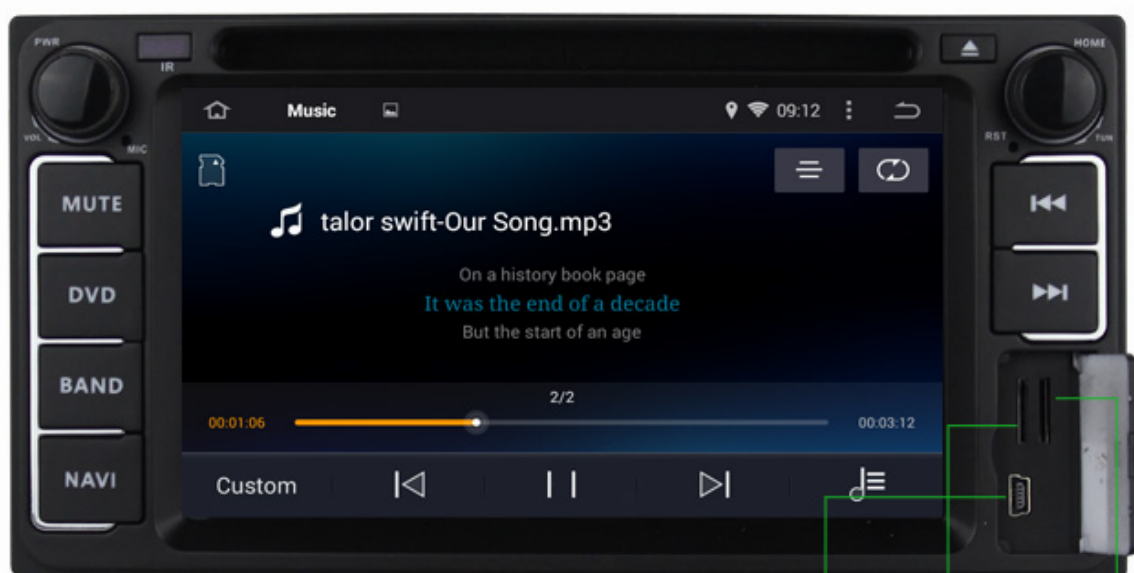 PWR
IR
VOL
MIC
HOME
RST
TUN
MUTE
DVD
BAND
NAVI
Music
09:12
talor swift-Our Song.mp3
On a history book page
It was the end of a decade
But the start of an age
2/2
00:01:06
00:03:12
Custom